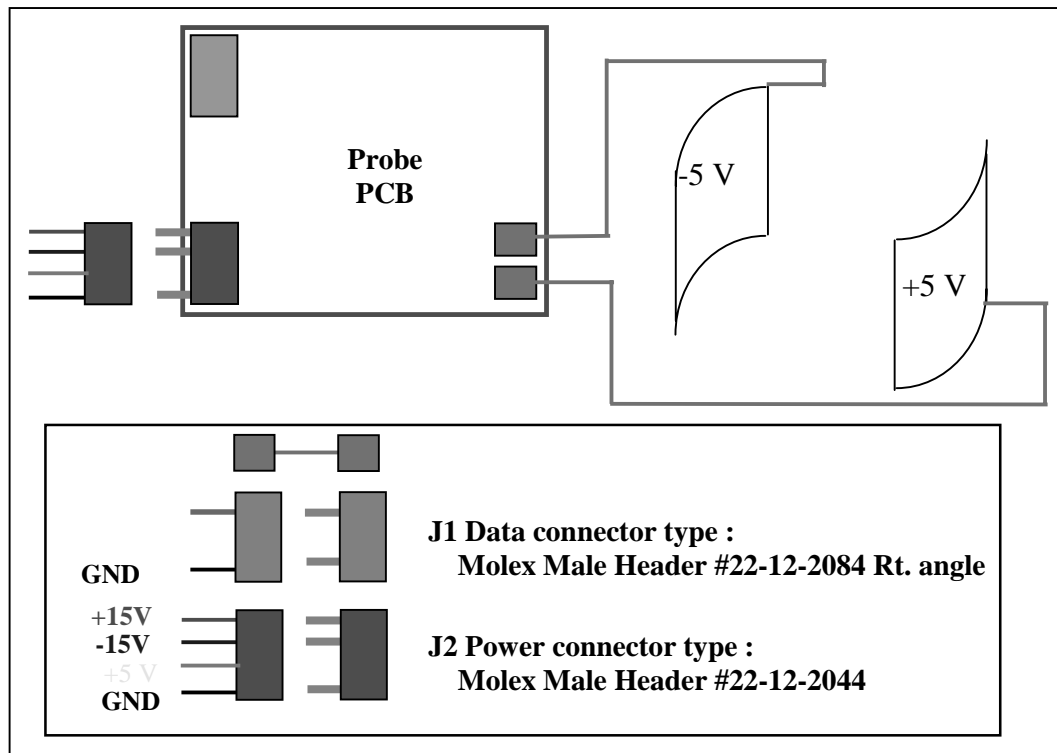 Probe
PCB
-5 V
+5 V
J1 Data connector type :
Molex Male Header #22-12-2084 Rt. angle
GND
+15V
-15V
+5 V
GND
J2 Power connector type :
Molex Male Header #22-12-2044